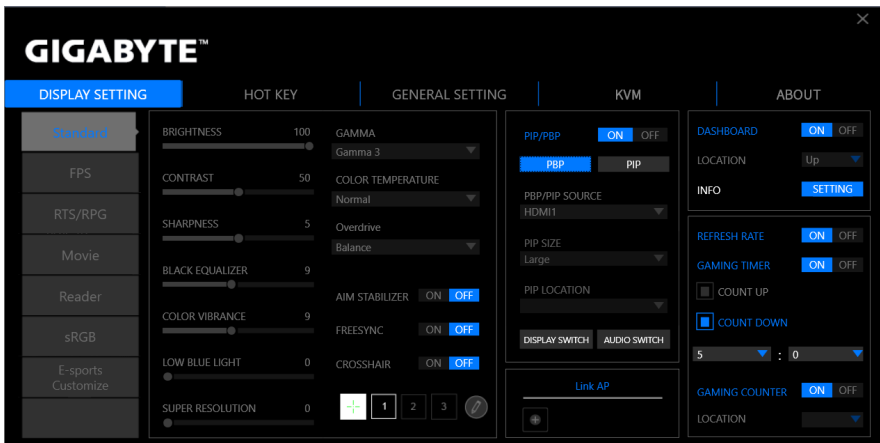 GIGABYTE™
DISPLAY SETTING
HOT KEY
GENERAL SETTING
KVM
ABOUT
Standard
FPS
RTS/RPG
Movie
Reader
sRGB
E-sports
Customize
BRIGHTNESS 100
CONTRAST 50
SHARPNESS 5
BLACK EQUALIZER 9
COLOR VIBRANCE 9
LOW BLUE LIGHT 0
SUPER RESOLUTION 0
GAMMA
Gamma 3
COLOR TEMPERATURE
Normal
Overdrive
Balance
AIM STABILIZER ON OFF
FREESYNC ON OFF
CROSSHAIR ON OFF
1 2 3
PIP/PBP ON OFF
PBP PIP
PBP/PIP SOURCE
HDMI1
PIP SIZE
Large
PIP LOCATION
DISPLAY SWITCH AUDIO SWITCH
Link AP
DASHBOARD ON OFF
LOCATION Up
INFO SETTING
REFRESH RATE ON OFF
GAMING TIMER ON OFF
COUNT UP
COUNT DOWN
5 : 0
GAMING COUNTER ON OFF
LOCATION